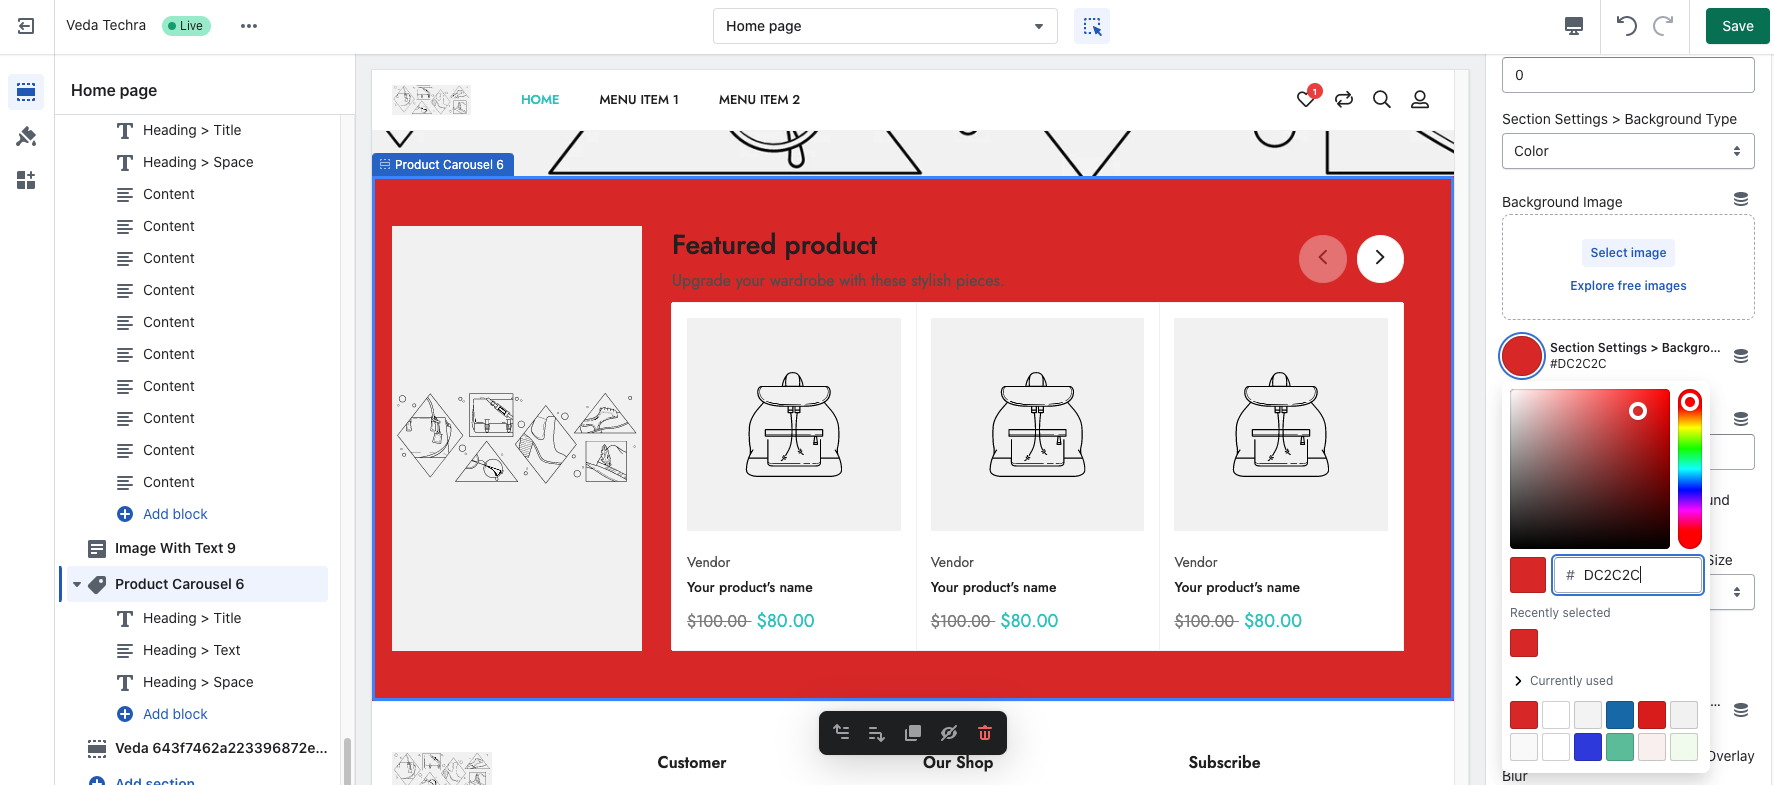 Veda Techra
Live
Home page
Save
Home page
Heading > Title
Heading > Space
Content
Content
Content
Content
Content
Content
Content
Content
Content
Content
Add block
Image With Text 9
Product Carousel 6
Heading > Title
Heading > Text
Heading > Space
Add block
Veda 643f7462a223396872e...
Add section
HOME
MENU ITEM 1
MENU ITEM 2
1
Product Carousel 6
Featured product
Upgrade your wardrobe with these stylish pieces.
Vendor
Your product's name
$100.00 $80.00
Vendor
Your product's name
$100.00 $80.00
Vendor
Your product's name
$100.00 $80.00
Customer
Our Shop
Subscribe
0
Section Settings > Background Type
Color
Background Image
Select image
Explore free images
Section Settings > Backgro...
#DC2C2C
# DC2C2C
Recently selected
Currently used
Size
...
Overlay
Blur